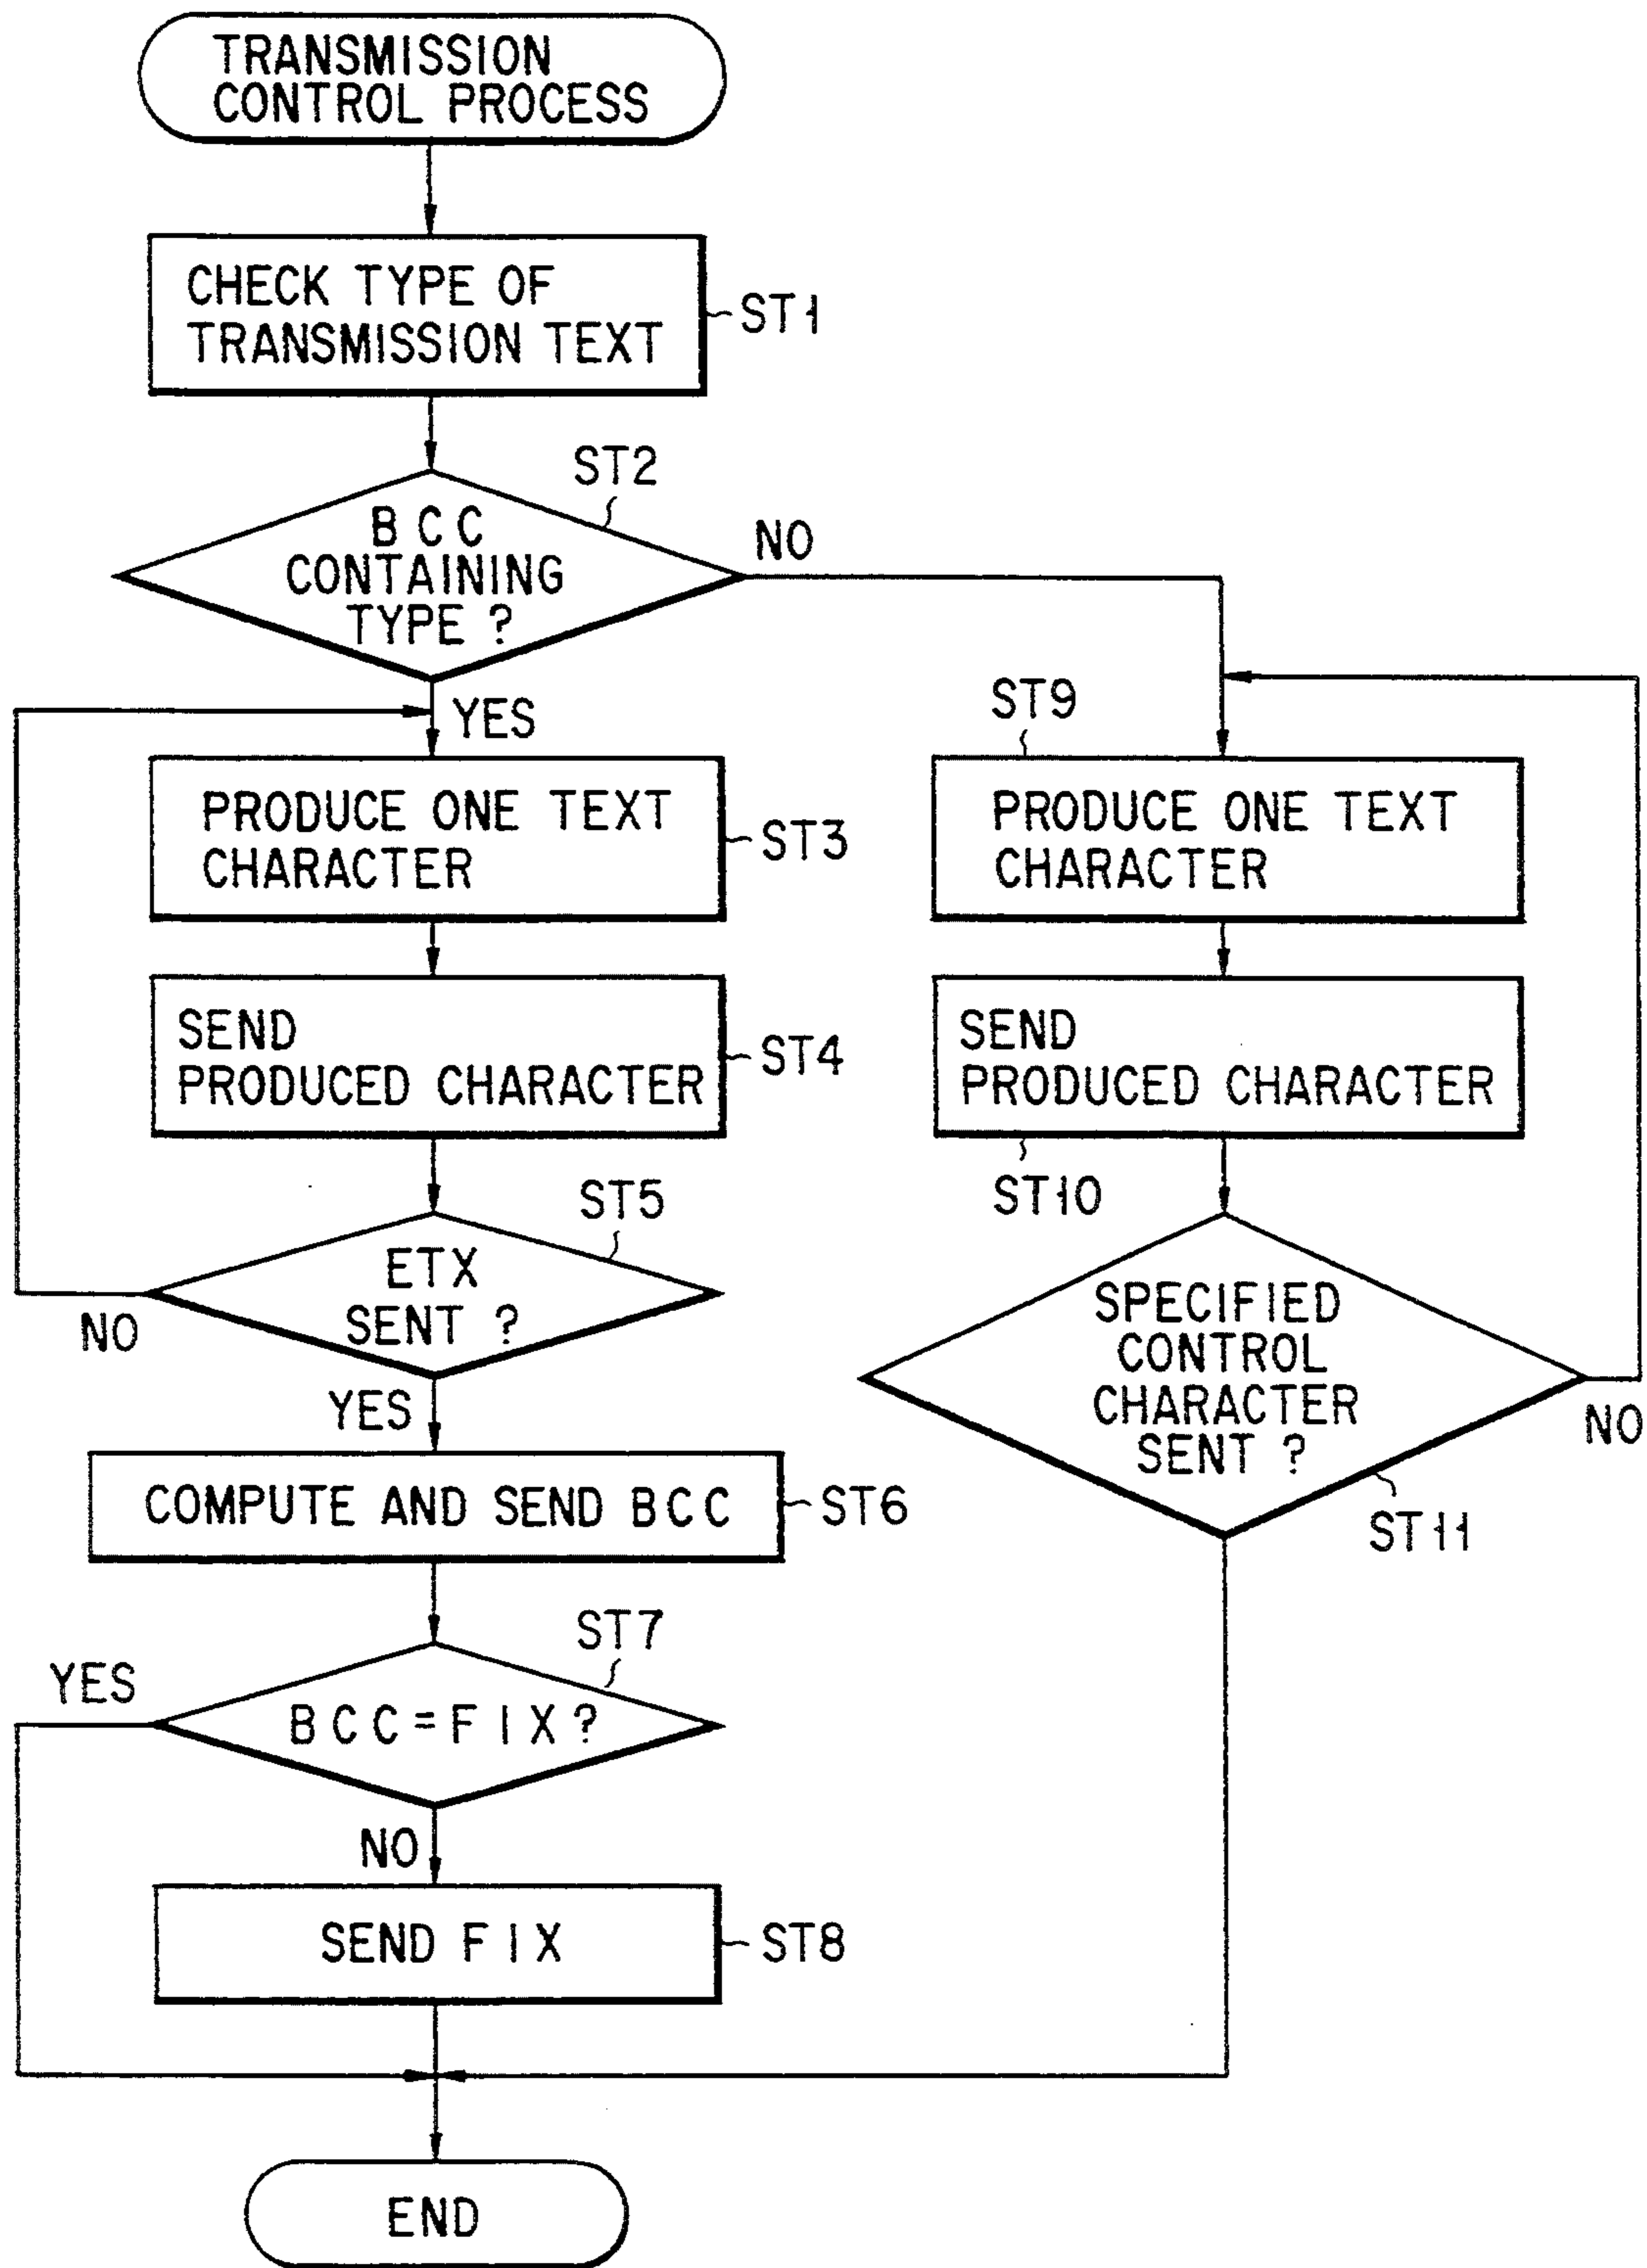 TRANSMISSION
CONTROL PROCESS
CHECK TYPE OF
TRANSMISSION TEXT
ST1
ST2
BCC
CONTAINING
TYPE ?
NO
YES
PRODUCE ONE TEXT
CHARACTER
ST3
SEND
PRODUCED CHARACTER
ST4
ST5
ETX
SENT ?
NO
YES
COMPUTE AND SEND BCC
ST6
ST7
YES
BCC=FIX?
NO
SEND FIX
ST8
ST9
PRODUCE ONE TEXT
CHARACTER
SEND
PRODUCED CHARACTER
ST10
SPECIFIED
CONTROL
CHARACTER
SENT ?
NO
ST11
END